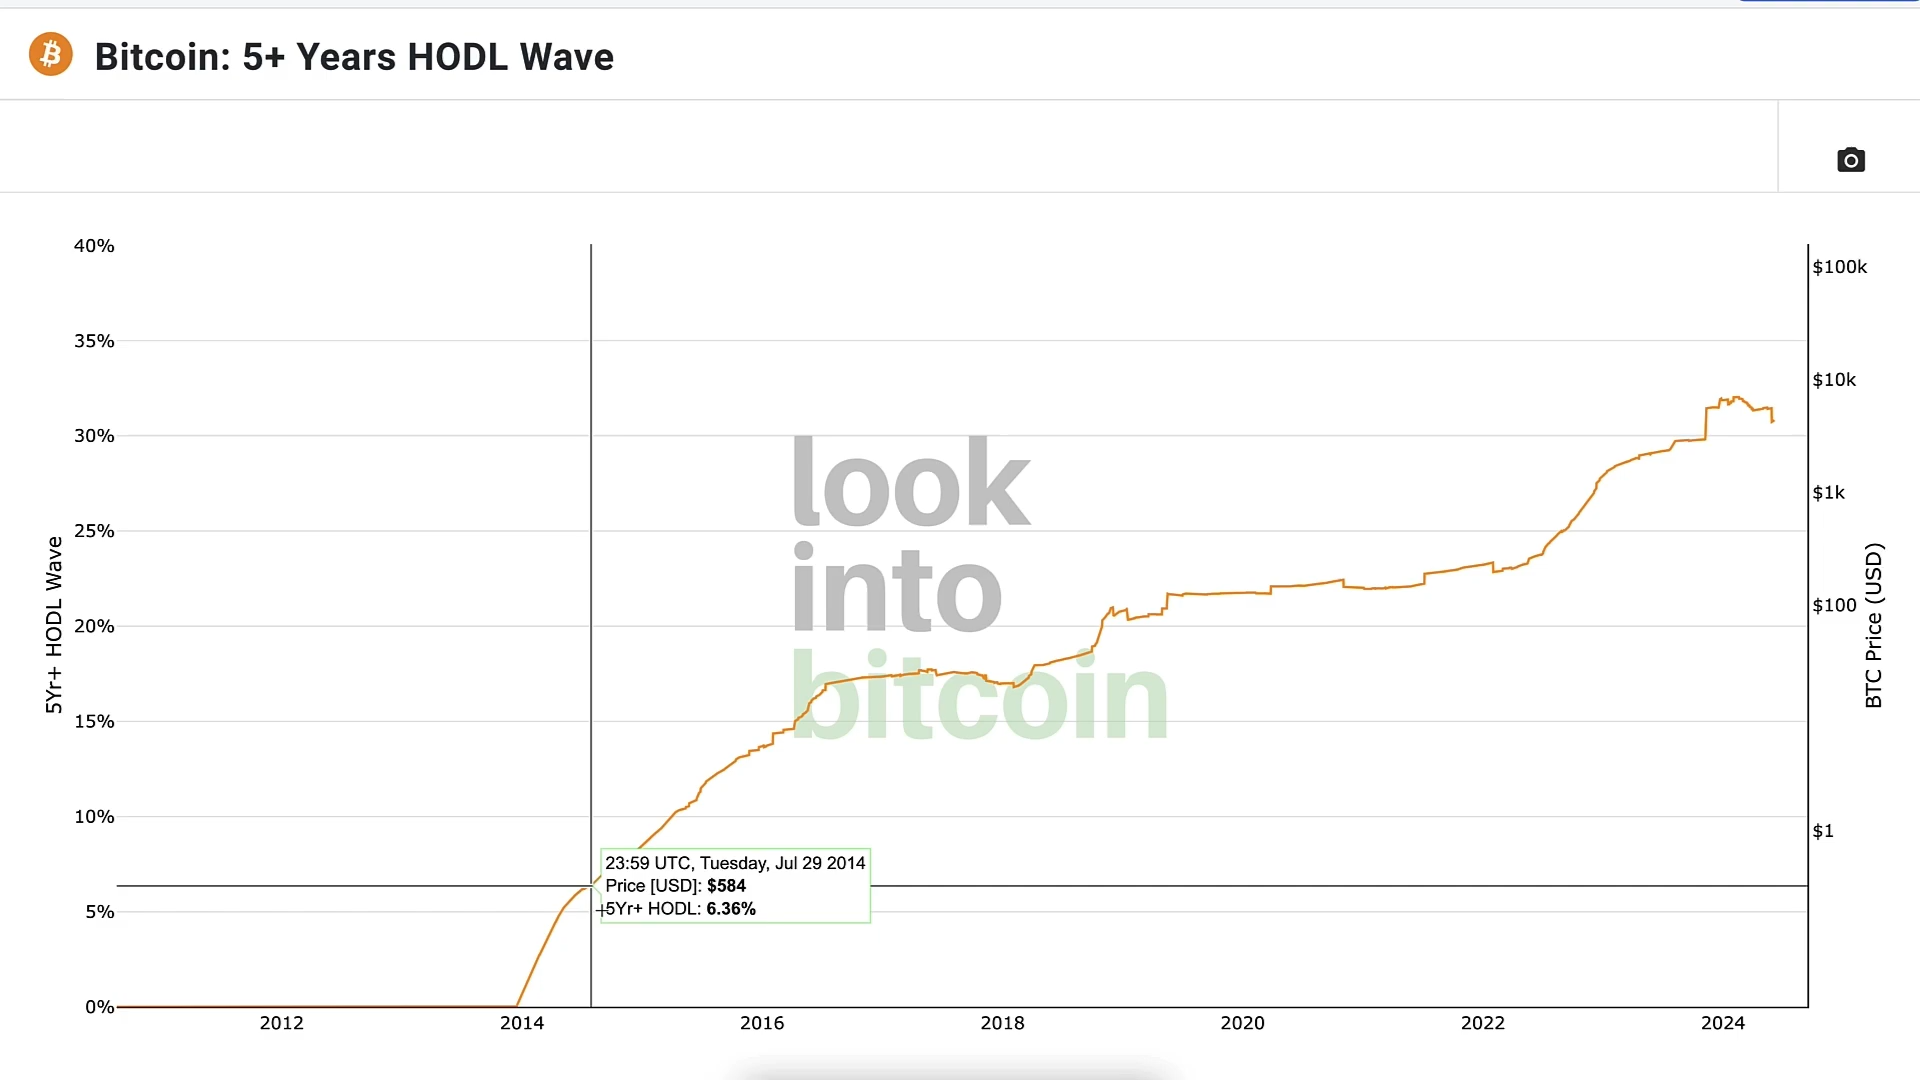 Bitcoin: 5+ Years HODL Wave
40%
35%
30%
25%
20%
15%
10%
5%
0%
5Yr+ HODL Wave
look
into
bitcoin
23:59 UTC, Tuesday, Jul 29 2014
Price [USD]: $584
5Yr+ HODL: 6.36%
$100k
$10k
$1k
$100
$1
BTC Price (USD)
2012
2014
2016
2018
2020
2022
2024